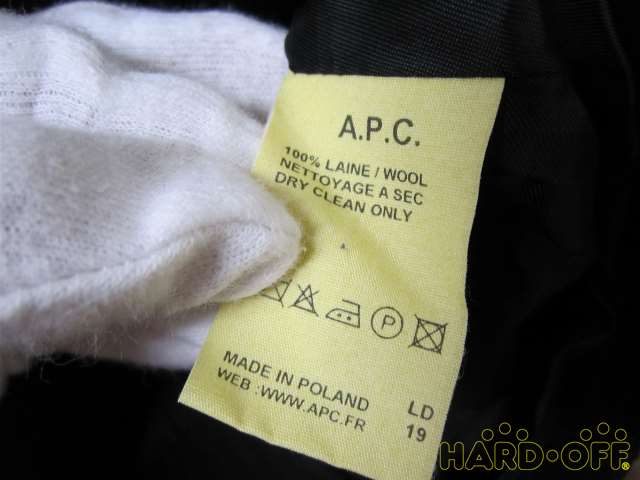 A.P.C.
100% LAINE / WOOL
NETTOYAGE A SEC
DRY CLEAN ONLY
P
MADE IN POLAND LD
WEB :WWW.APC.FR 19
HARD·OFF